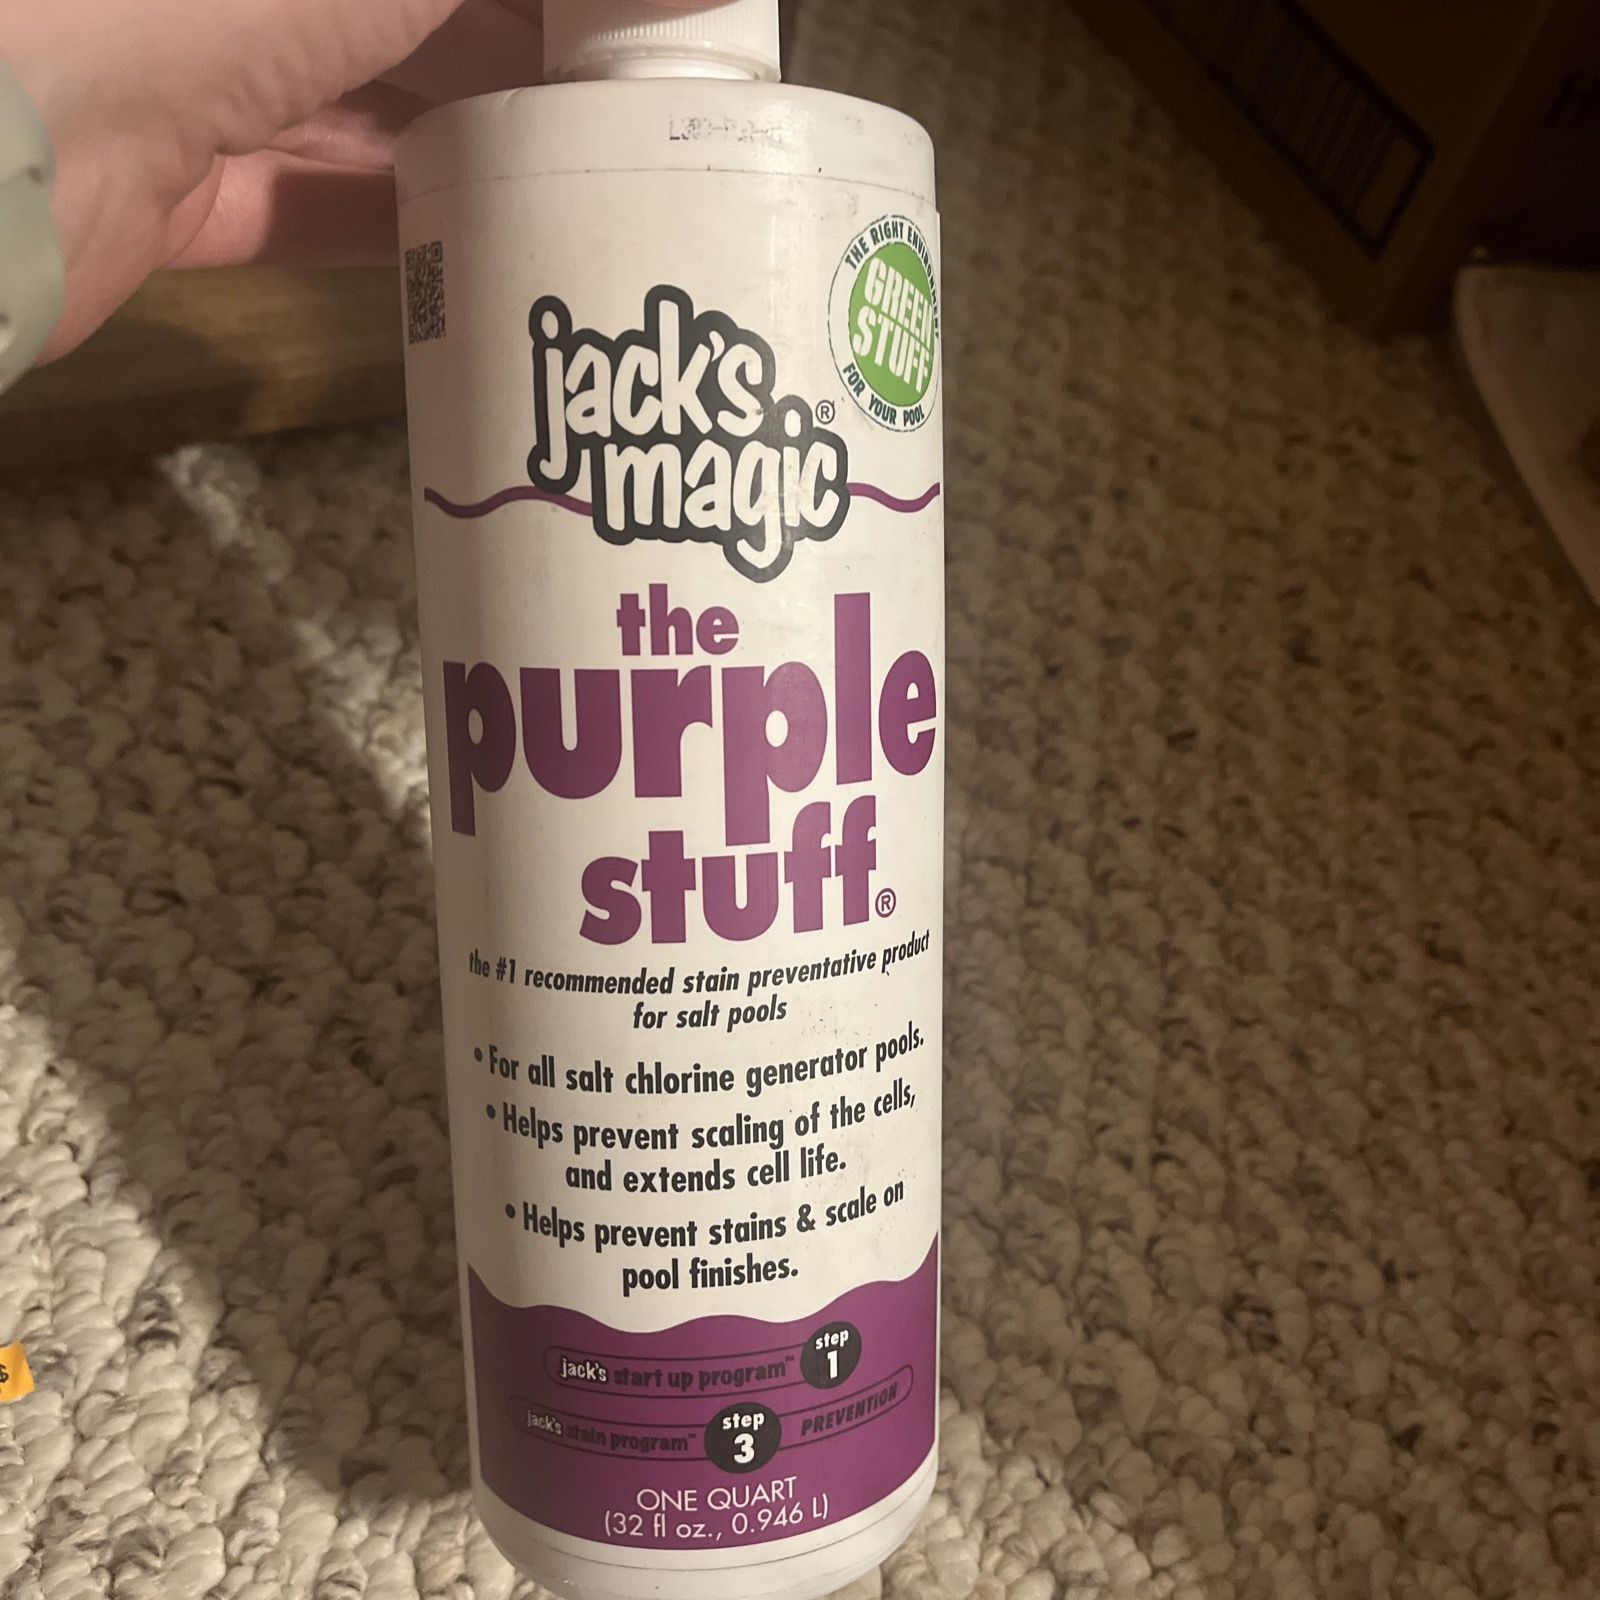 THE RIGHT ENVIRONMENT
GREEN
STUFF
FOR YOUR POOL
jack's
magic®
the
purple
stuff®
the #1 recommended stain preventative product
for salt pools
• For all salt chlorine generator pools.
• Helps prevent scaling of the cells,
and extends cell life.
• Helps prevent stains & scale on
pool finishes.
jack's start up program™ step 1
jack's stain program™ step 3 PREVENTION
ONE QUART
(32 fl oz., 0.946 L)
$